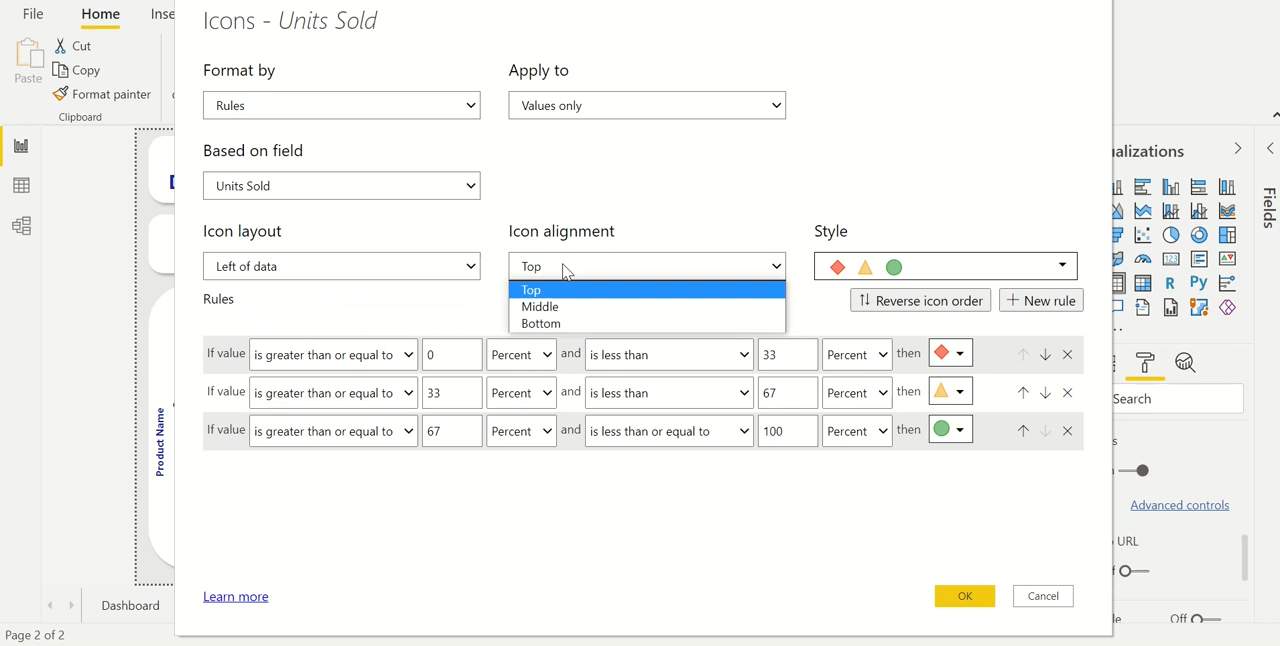 File
Home
Inse
Paste
Cut
Copy
Format painter
Clipboard
Product Name
Dashboard
Page 2 of 2
Icons - Units Sold
Format by
Apply to
Rules
Values only
Based on field
Units Sold
Icon layout
Icon alignment
Style
Left of data
Top
Top
Middle
Bottom
Rules
Reverse icon order
New rule
If value is greater than or equal to 0 Percent and is less than 33 Percent then
If value is greater than or equal to 33 Percent and is less than 67 Percent then
If value is greater than or equal to 67 Percent and is less than or equal to 100 Percent then
Learn more
OK
Cancel
ualizations
Fields
123
R
Py
Search
s
Advanced controls
URL
f
le
Off